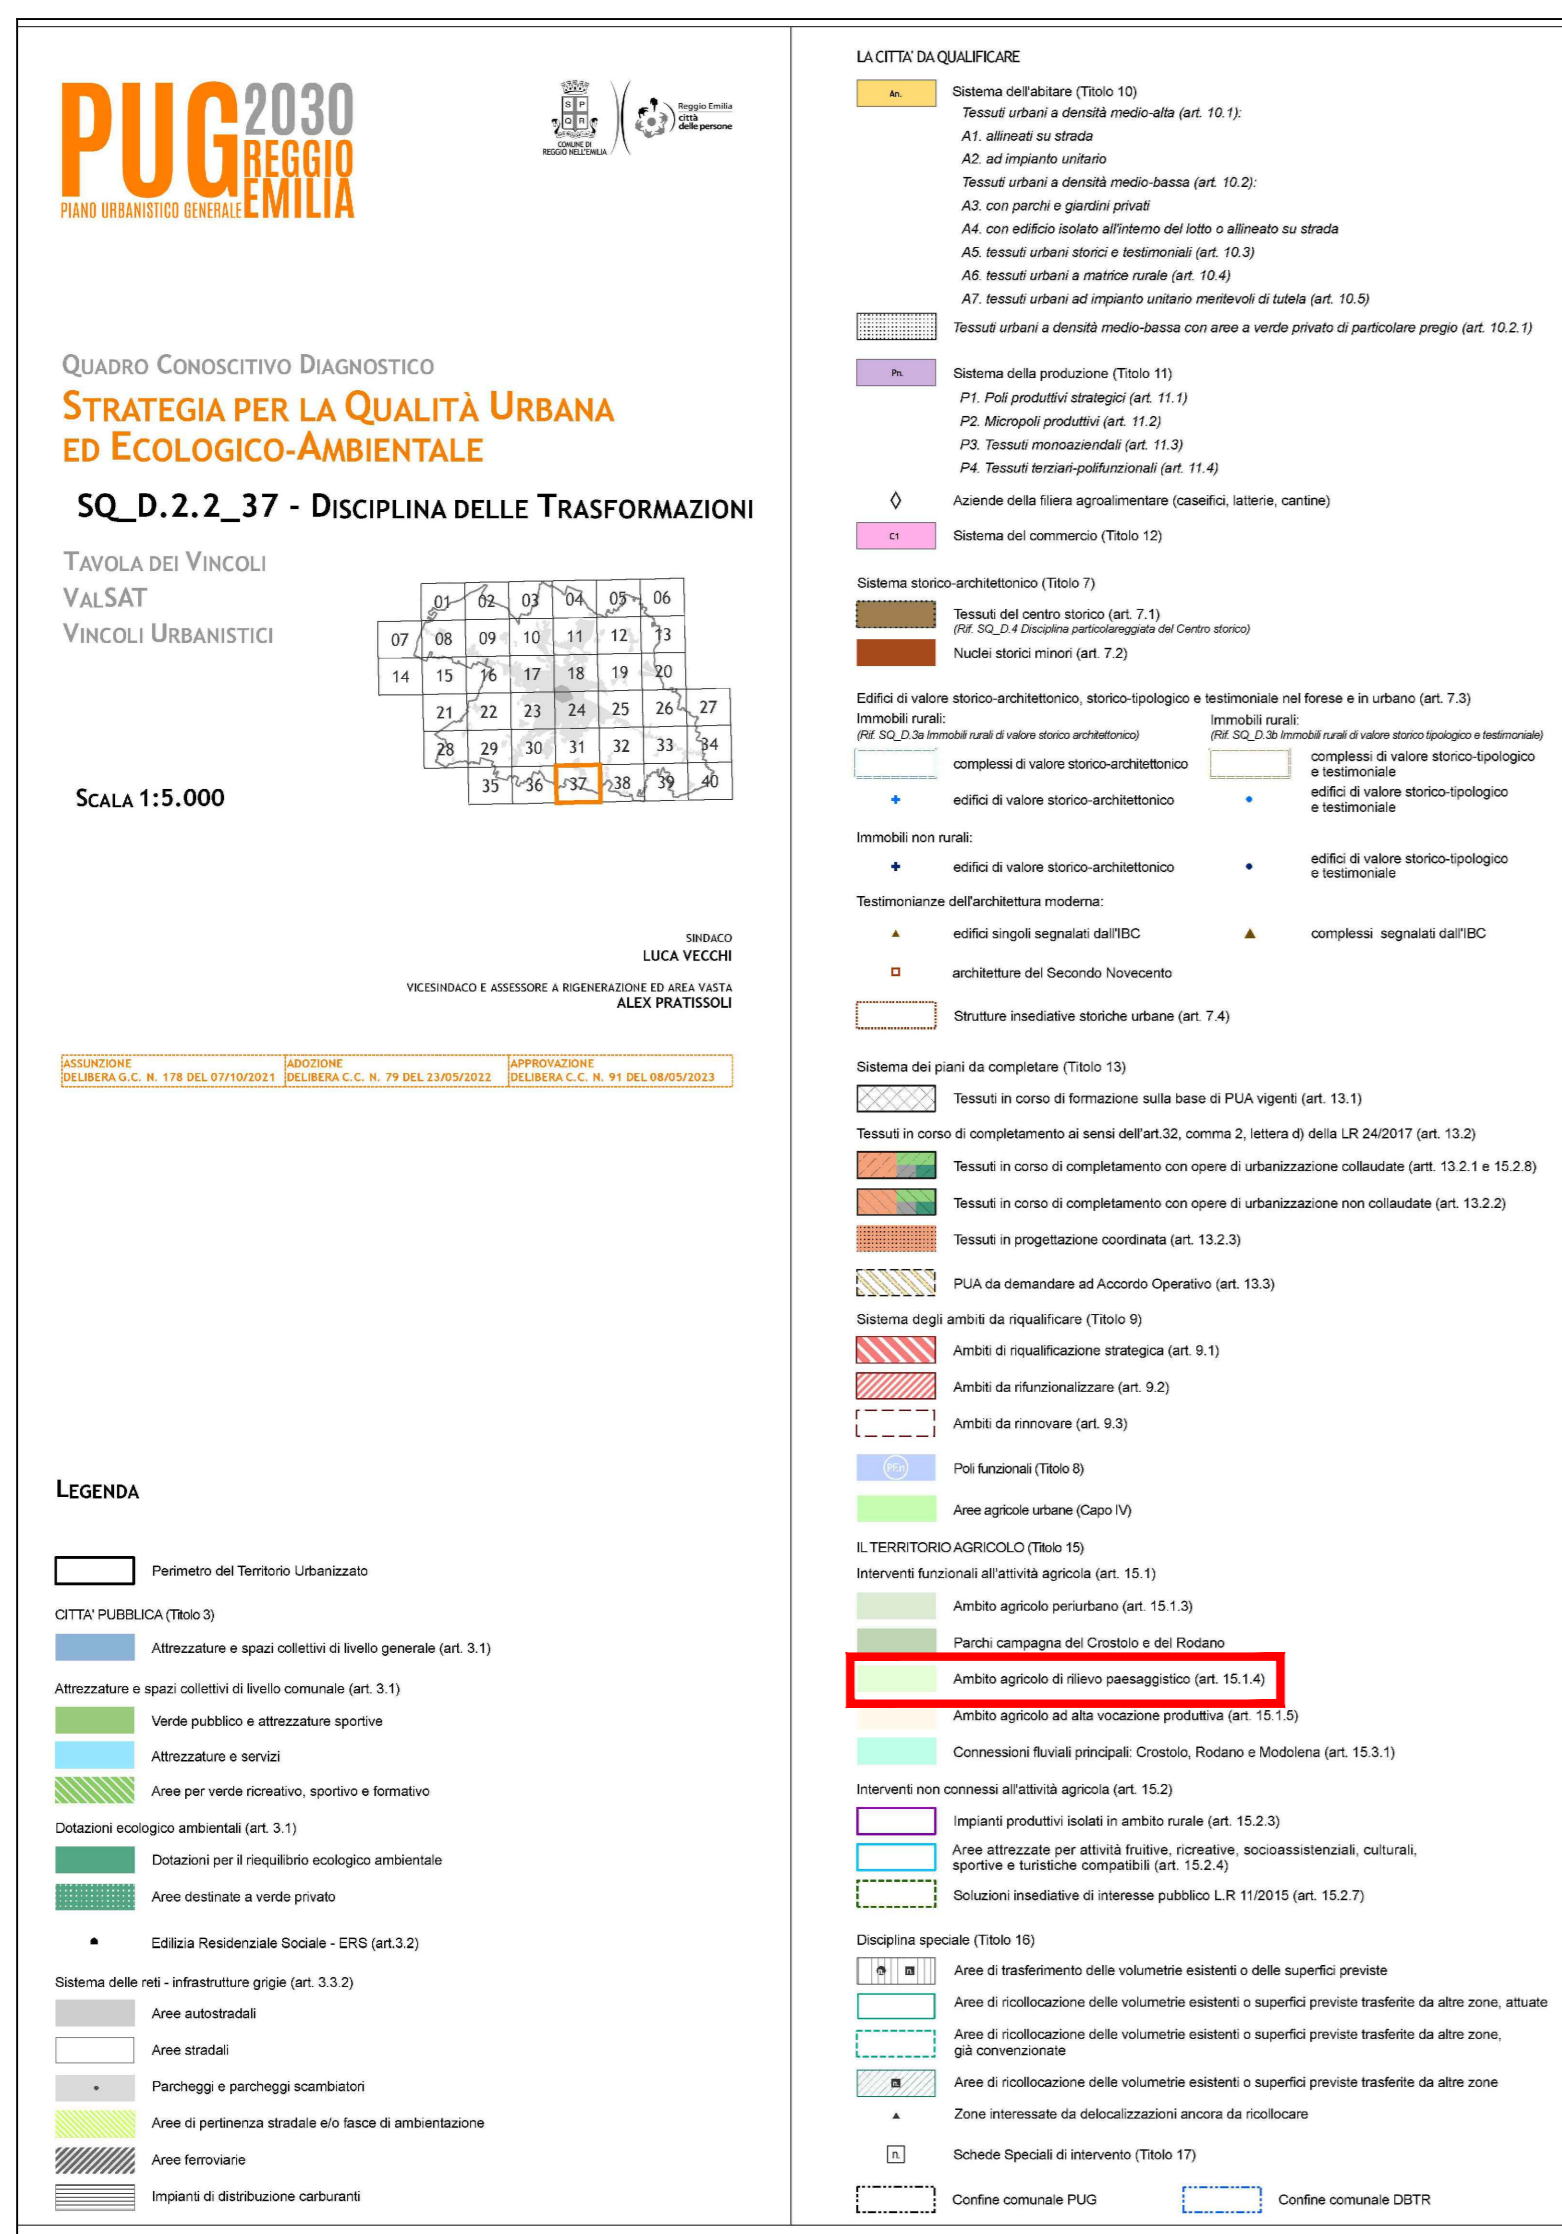 PUG 2030
REGGIO
EMILIA
PIANO URBANISTICO GENERALE
S P
Q R
COMUNE DI
REGGIO NELL'EMILIA
Reggio Emilia
città
delle persone
QUADRO CONOSCITIVO DIAGNOSTICO
STRATEGIA PER LA QUALITÀ URBANA
ED ECOLOGICO-AMBIENTALE
SQ_D.2.2_37 - DISCIPLINA DELLE TRASFORMAZIONI
TAVOLA DEI VINCOLI
VALSAT
VINCOLI URBANISTICI
01 02 03 04 05 06
07 08 09 10 11 12 13
14 15 16 17 18 19 20
21 22 23 24 25 26 27
28 29 30 31 32 33 34
35 36 37 38 39 40
SCALA 1:5.000
SINDACO
LUCA VECCHI
VICESINDACO E ASSESSORE A RIGENERAZIONE ED AREA VASTA
ALEX PRATISSOLI
ASSUNZIONE
DELIBERA G.C. N. 178 DEL 07/10/2021
ADOZIONE
DELIBERA C.C. N. 79 DEL 23/05/2022
APPROVAZIONE
DELIBERA C.C. N. 91 DEL 08/05/2023
LEGENDA
Perimetro del Territorio Urbanizzato
CITTA' PUBBLICA (Titolo 3)
Attrezzature e spazi collettivi di livello generale (art. 3.1)
Attrezzature e spazi collettivi di livello comunale (art. 3.1)
Verde pubblico e attrezzature sportive
Attrezzature e servizi
Aree per verde ricreativo, sportivo e formativo
Dotazioni ecologico ambientali (art. 3.1)
Dotazioni per il riequilibrio ecologico ambientale
Aree destinate a verde privato
Edilizia Residenziale Sociale - ERS (art.3.2)
Sistema delle reti - infrastrutture grigie (art. 3.3.2)
Aree autostradali
Aree stradali
Parcheggi e parcheggi scambiatori
Aree di pertinenza stradale e/o fasce di ambientazione
Aree ferroviarie
Impianti di distribuzione carburanti
LA CITTA' DA QUALIFICARE
An. Sistema dell'abitare (Titolo 10)
Tessuti urbani a densità medio-alta (art. 10.1):
A1. allineati su strada
A2. ad impianto unitario
Tessuti urbani a densità medio-bassa (art. 10.2):
A3. con parchi e giardini privati
A4. con edificio isolato all'interno del lotto o allineato su strada
A5. tessuti urbani storici e testimoniali (art. 10.3)
A6. tessuti urbani a matrice rurale (art. 10.4)
A7. tessuti urbani ad impianto unitario meritevoli di tutela (art. 10.5)
Tessuti urbani a densità medio-bassa con aree a verde privato di particolare pregio (art. 10.2.1)
Pn. Sistema della produzione (Titolo 11)
P1. Poli produttivi strategici (art. 11.1)
P2. Micropoli produttivi (art. 11.2)
P3. Tessuti monoaziendali (art. 11.3)
P4. Tessuti terziari-polifunzionali (art. 11.4)
Aziende della filiera agroalimentare (caseifici, latterie, cantine)
C1 Sistema del commercio (Titolo 12)
Sistema storico-architettonico (Titolo 7)
Tessuti del centro storico (art. 7.1)
(Rif. SQ_D.4 Disciplina particolareggiata del Centro storico)
Nuclei storici minori (art. 7.2)
Edifici di valore storico-architettonico, storico-tipologico e testimoniale nel forese e in urbano (art. 7.3)
Immobili rurali: Immobili rurali:
(Rif. SQ_D.3a Immobili rurali di valore storico architettonico) (Rif. SQ_D.3b Immobili rurali di valore storico tipologico e testimoniale)
complessi di valore storico-architettonico complessi di valore storico-tipologico
e testimoniale
edifici di valore storico-architettonico edifici di valore storico-tipologico
e testimoniale
Immobili non rurali:
edifici di valore storico-architettonico edifici di valore storico-tipologico
e testimoniale
Testimonianze dell'architettura moderna:
edifici singoli segnalati dall'IBC complessi segnalati dall'IBC
architetture del Secondo Novecento
Strutture insediative storiche urbane (art. 7.4)
Sistema dei piani da completare (Titolo 13)
Tessuti in corso di formazione sulla base di PUA vigenti (art. 13.1)
Tessuti in corso di completamento ai sensi dell'art.32, comma 2, lettera d) della LR 24/2017 (art. 13.2)
Tessuti in corso di completamento con opere di urbanizzazione collaudate (artt. 13.2.1 e 15.2.8)
Tessuti in corso di completamento con opere di urbanizzazione non collaudate (art. 13.2.2)
Tessuti in progettazione coordinata (art. 13.2.3)
PUA da demandare ad Accordo Operativo (art. 13.3)
Sistema degli ambiti da riqualificare (Titolo 9)
Ambiti di riqualificazione strategica (art. 9.1)
Ambiti da rifunzionalizzare (art. 9.2)
Ambiti da rinnovare (art. 9.3)
PF.n Poli funzionali (Titolo 8)
Aree agricole urbane (Capo IV)
IL TERRITORIO AGRICOLO (Titolo 15)
Interventi funzionali all'attività agricola (art. 15.1)
Ambito agricolo periurbano (art. 15.1.3)
Parchi campagna del Crostolo e del Rodano
Ambito agricolo di rilievo paesaggistico (art. 15.1.4)
Ambito agricolo ad alta vocazione produttiva (art. 15.1.5)
Connessioni fluviali principali: Crostolo, Rodano e Modolena (art. 15.3.1)
Interventi non connessi all'attività agricola (art. 15.2)
Impianti produttivi isolati in ambito rurale (art. 15.2.3)
Aree attrezzate per attività fruitive, ricreative, socioassistenziali, culturali,
sportive e turistiche compatibili (art. 15.2.4)
Soluzioni insediative di interesse pubblico L.R 11/2015 (art. 15.2.7)
Disciplina speciale (Titolo 16)
n. n. Aree di trasferimento delle volumetrie esistenti o delle superfici previste
Aree di ricollocazione delle volumetrie esistenti o superfici previste trasferite da altre zone, attuate
Aree di ricollocazione delle volumetrie esistenti o superfici previste trasferite da altre zone,
già convenzionate
n. Aree di ricollocazione delle volumetrie esistenti o superfici previste trasferite da altre zone
Zone interessate da delocalizzazioni ancora da ricollocare
n. Schede Speciali di intervento (Titolo 17)
Confine comunale PUG Confine comunale DBTR